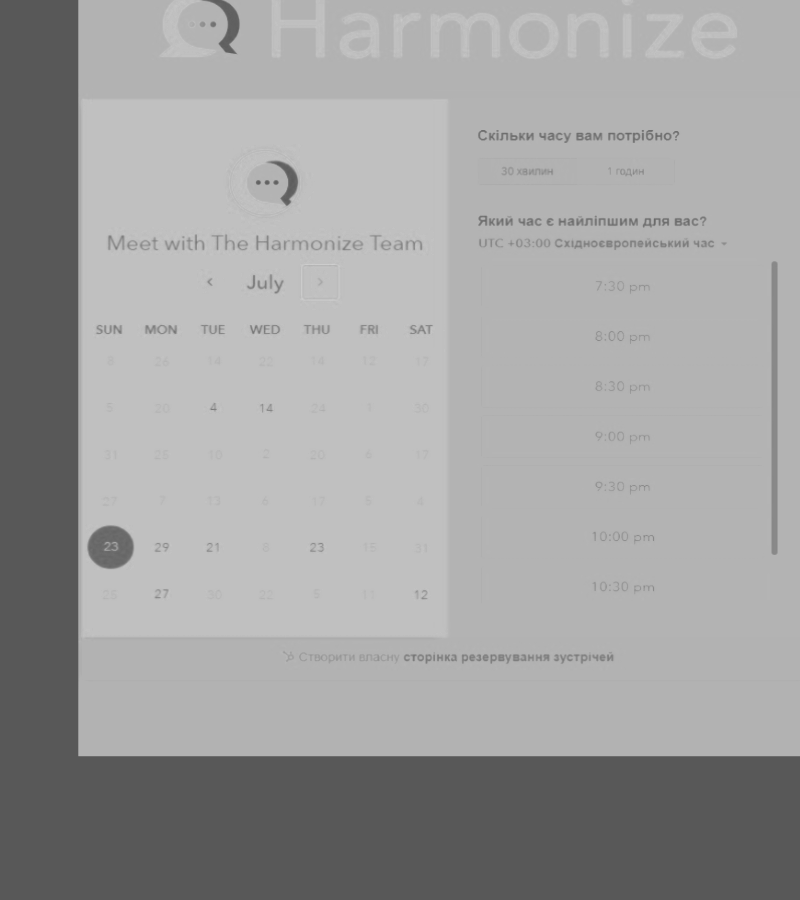 Harmonize
Meet with The Harmonize Team
July
SUN MON TUE WED THU FRI SAT
8 26 14 22 14 12 17
5 20 4 14 24 1 30
31 25 10 2 20 4 17
27 7 13 6 17 5 4
23 29 21 8 23 15 31
25 27 30 22 5 11 12
Скільки часу вам потрібно?
30 хвилин 1 годин
Який час є найліпшим для вас?
UTC +03:00 Східноєвропейський час
7:30 pm
8:00 pm
8:30 pm
9:00 pm
9:30 pm
10:00 pm
10:30 pm
Створити власну сторінка резервування зустрічей